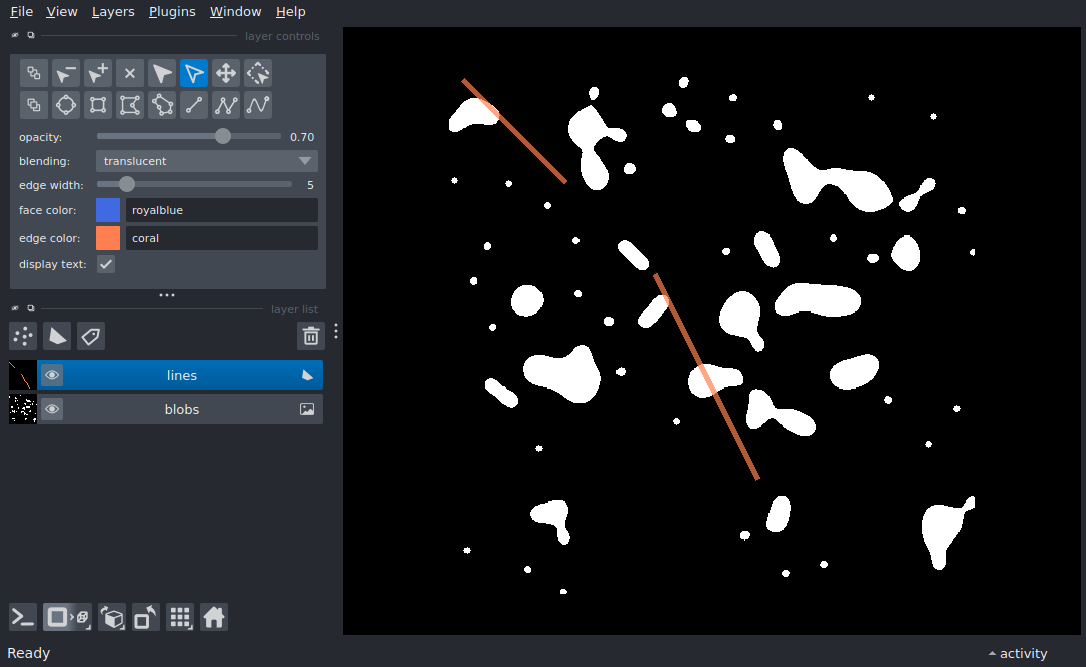 File View Layers Plugins Window Help
layer controls
opacity: 0.70
blending: translucent
edge width: 5
face color: royalblue
edge color: coral
display text:
layer list
lines
blobs
Ready activity